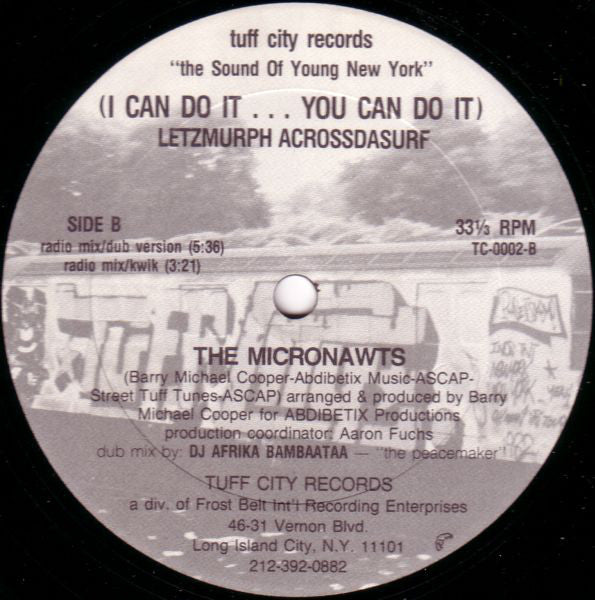 tuff city records
"the Sound Of Young New York"
(I CAN DO IT . . . YOU CAN DO IT)
LETZMURPH ACROSSDASURF
SIDE B
radio mix/dub version (5:36)
radio mix/kwik (3:21)
33⅓ RPM
TC-0002-B
THE MICRONAWTS
(Barry Michael Cooper-Abdibetix Music-ASCAP-
Street Tuff Tunes-ASCAP) arranged & produced by Barry
Michael Cooper for ABDIBETIX Productions
production coordinator: Aaron Fuchs
dub mix by: DJ AFRIKA BAMBAATAA — "the peacemaker"
TUFF CITY RECORDS
a div. of Frost Belt Int'l Recording Enterprises
46-31 Vernon Blvd.
Long Island City, N.Y. 11101
212-392-0882